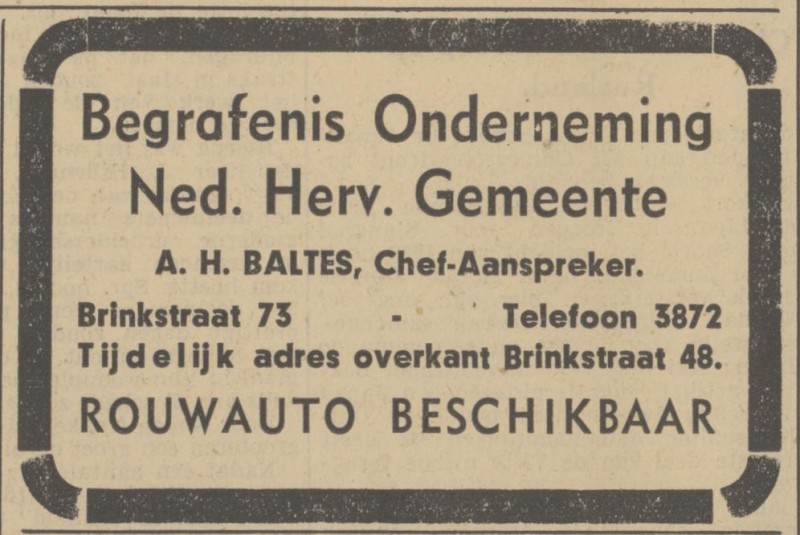 Begrafenis Onderneming
Ned. Herv. Gemeente
A. H. BALTES, Chef-Aanspreker.
Brinkstraat 73 - Telefoon 3872
Tijdelijk adres overkant Brinkstraat 48.
ROUWAUTO BESCHIKBAAR